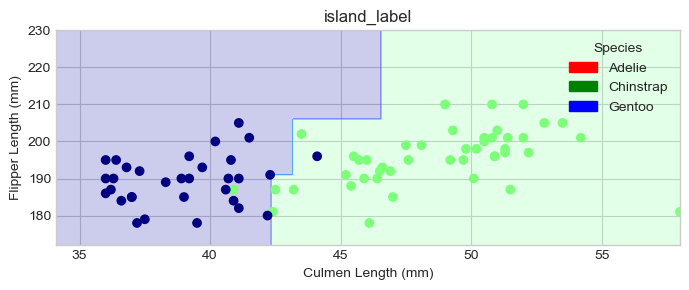 island_label
Species
Adelie
Chinstrap
Gentoo
Flipper Length (mm)
230
220
210
200
190
180
35
40
45
50
55
Culmen Length (mm)